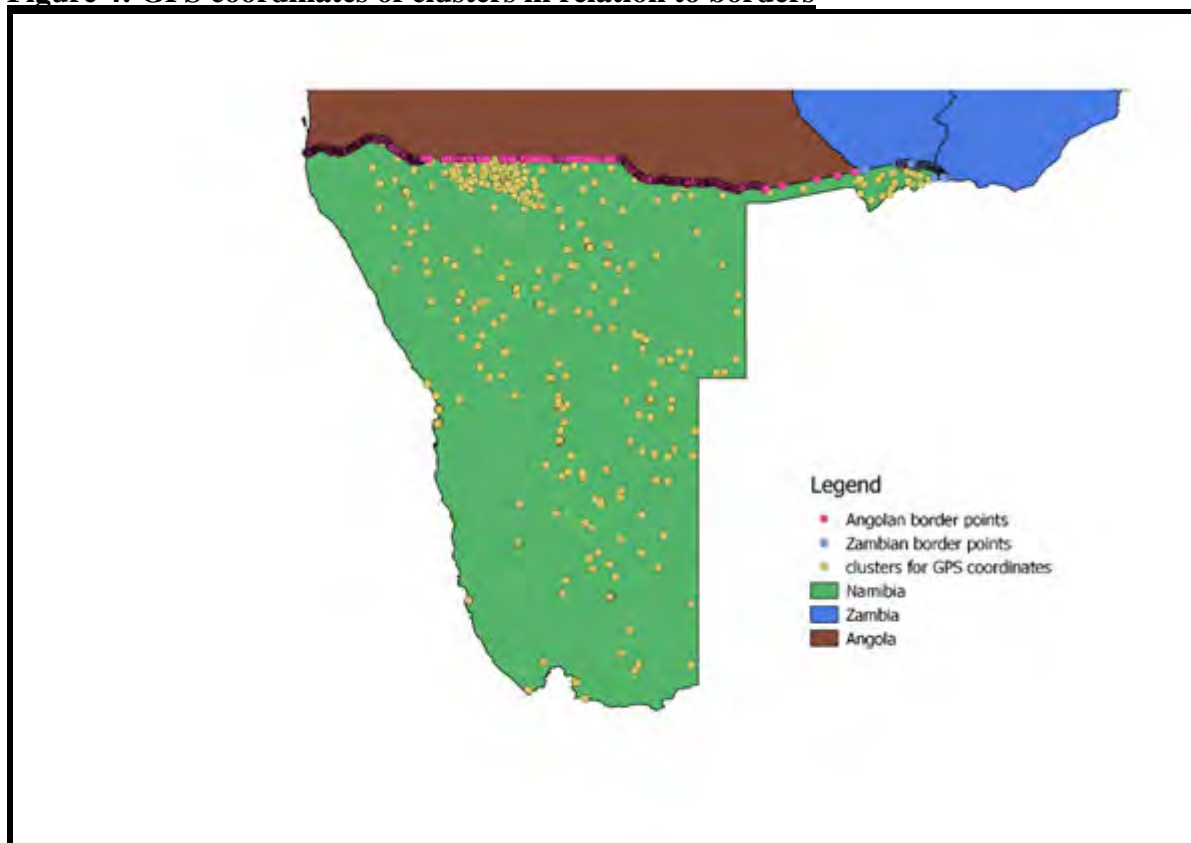 Figure 4: GPS coordinates of clusters in relation to borders
Legend
Angolan border points
Zambian border points
clusters for GPS coordinates
Namibia
Zambia
Angola